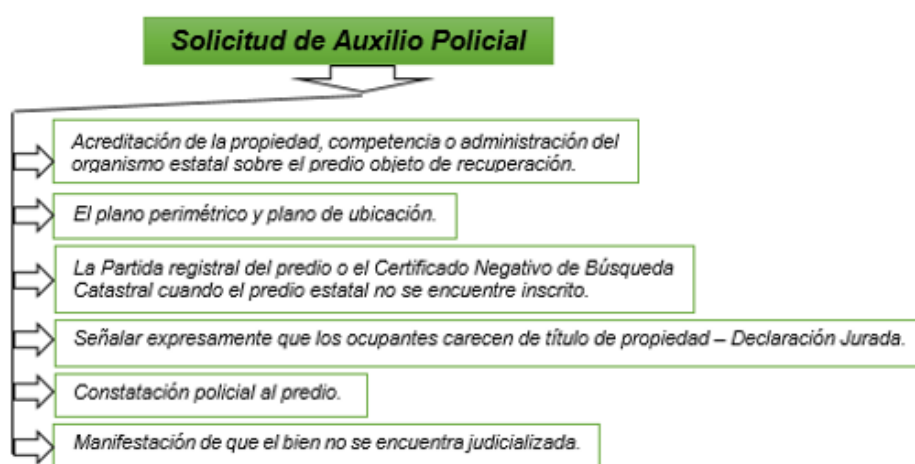 Solicitud de Auxilio Policial
Acreditación de la propiedad, competencia o administración del
organismo estatal sobre el predio objeto de recuperación.
El plano perimétrico y plano de ubicación.
La Partida registral del predio o el Certificado Negativo de Búsqueda
Catastral cuando el predio estatal no se encuentre inscrito.
Señalar expresamente que los ocupantes carecen de título de propiedad – Declaración Jurada.
Constatación policial al predio.
Manifestación de que el bien no se encuentra judicializada.